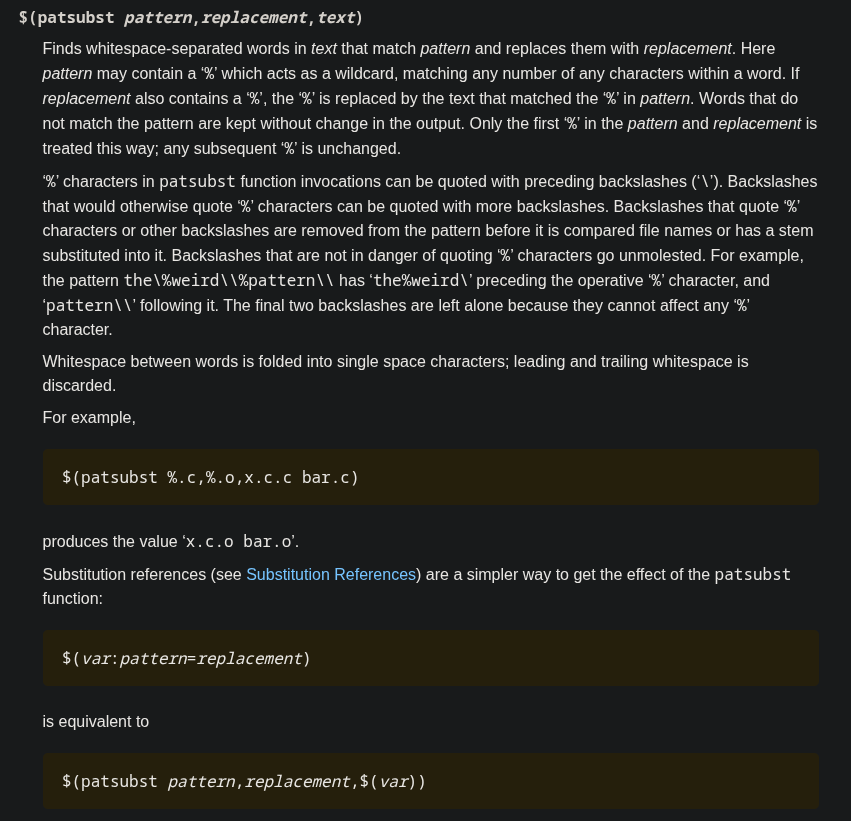 $(patsubst pattern,replacement,text)
Finds whitespace-separated words in text that match pattern and replaces them with replacement. Here
pattern may contain a ‘%’ which acts as a wildcard, matching any number of any characters within a word. If
replacement also contains a ‘%’, the ‘%’ is replaced by the text that matched the ‘%’ in pattern. Words that do
not match the pattern are kept without change in the output. Only the first ‘%’ in the pattern and replacement is
treated this way; any subsequent ‘%’ is unchanged.
‘%’ characters in patsubst function invocations can be quoted with preceding backslashes (‘\’). Backslashes
that would otherwise quote ‘%’ characters can be quoted with more backslashes. Backslashes that quote ‘%’
characters or other backslashes are removed from the pattern before it is compared file names or has a stem
substituted into it. Backslashes that are not in danger of quoting ‘%’ characters go unmolested. For example,
the pattern the\%weird\\%pattern\\ has ‘the%weird\’ preceding the operative ‘%’ character, and
‘pattern\\’ following it. The final two backslashes are left alone because they cannot affect any ‘%’
character.
Whitespace between words is folded into single space characters; leading and trailing whitespace is
discarded.
For example,
$(patsubst %.c,%.o,x.c.c bar.c)
produces the value ‘x.c.o bar.o’.
Substitution references (see Substitution References) are a simpler way to get the effect of the patsubst
function:
$(var:pattern=replacement)
is equivalent to
$(patsubst pattern,replacement,$(var))